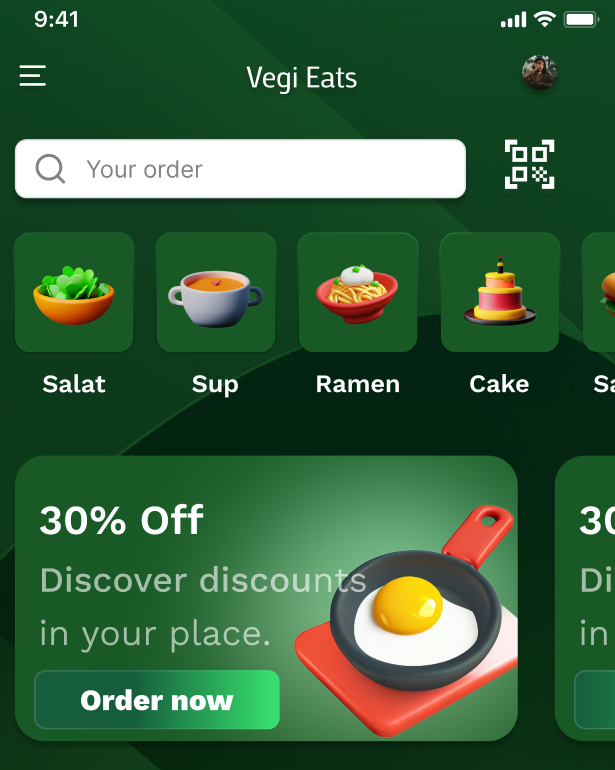 9:41
Vegi Eats
Your order
Salat
Sup
Ramen
Cake
Sa
30% Off
Discover discounts
in your place.
Order now
30
Di
in